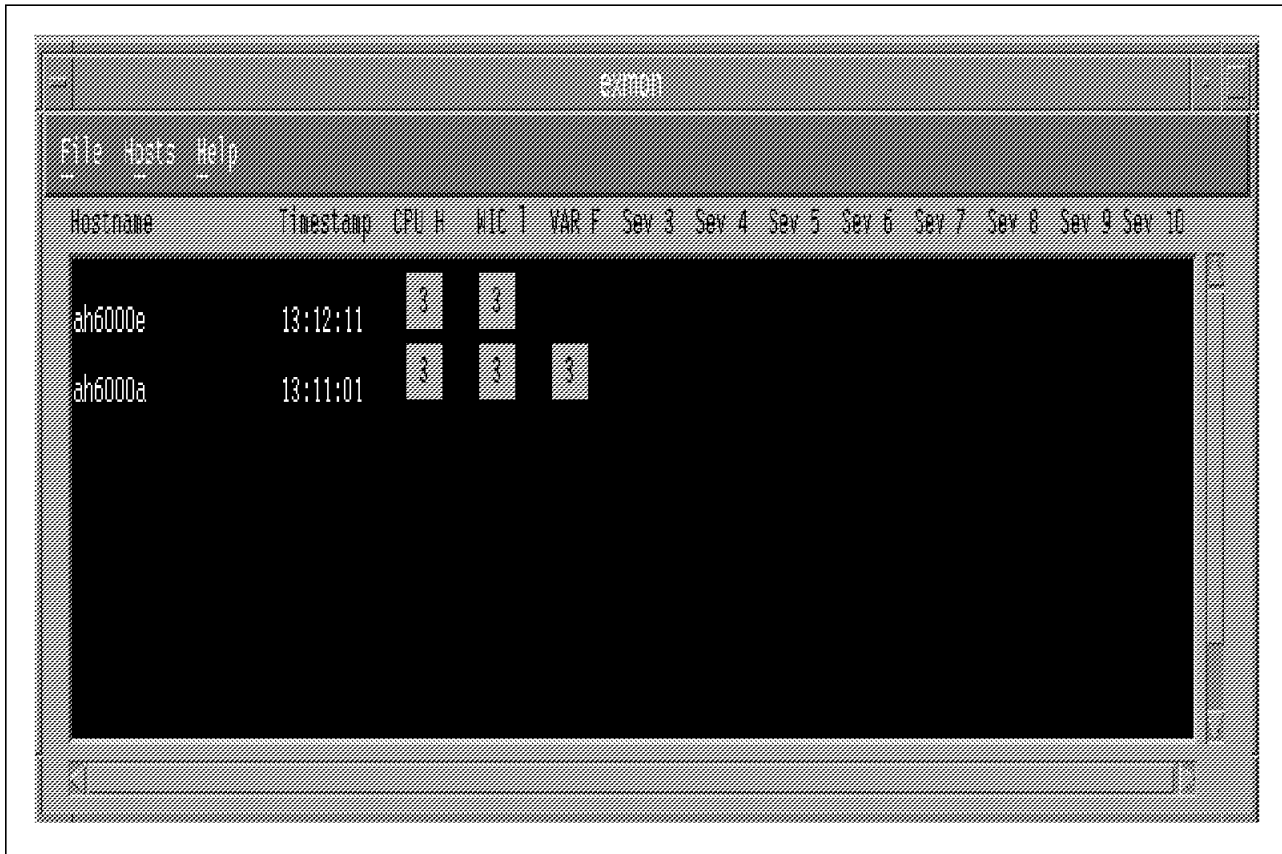 exmon
File Hosts Help
Hostname Timestamp CPU H WIC T VAR F Sev 3 Sev 4 Sev 5 Sev 6 Sev 7 Sev 8 Sev 9 Sev 10
ah6000e 13:12:11 3 3
ah6000a 13:11:01 3 3 3